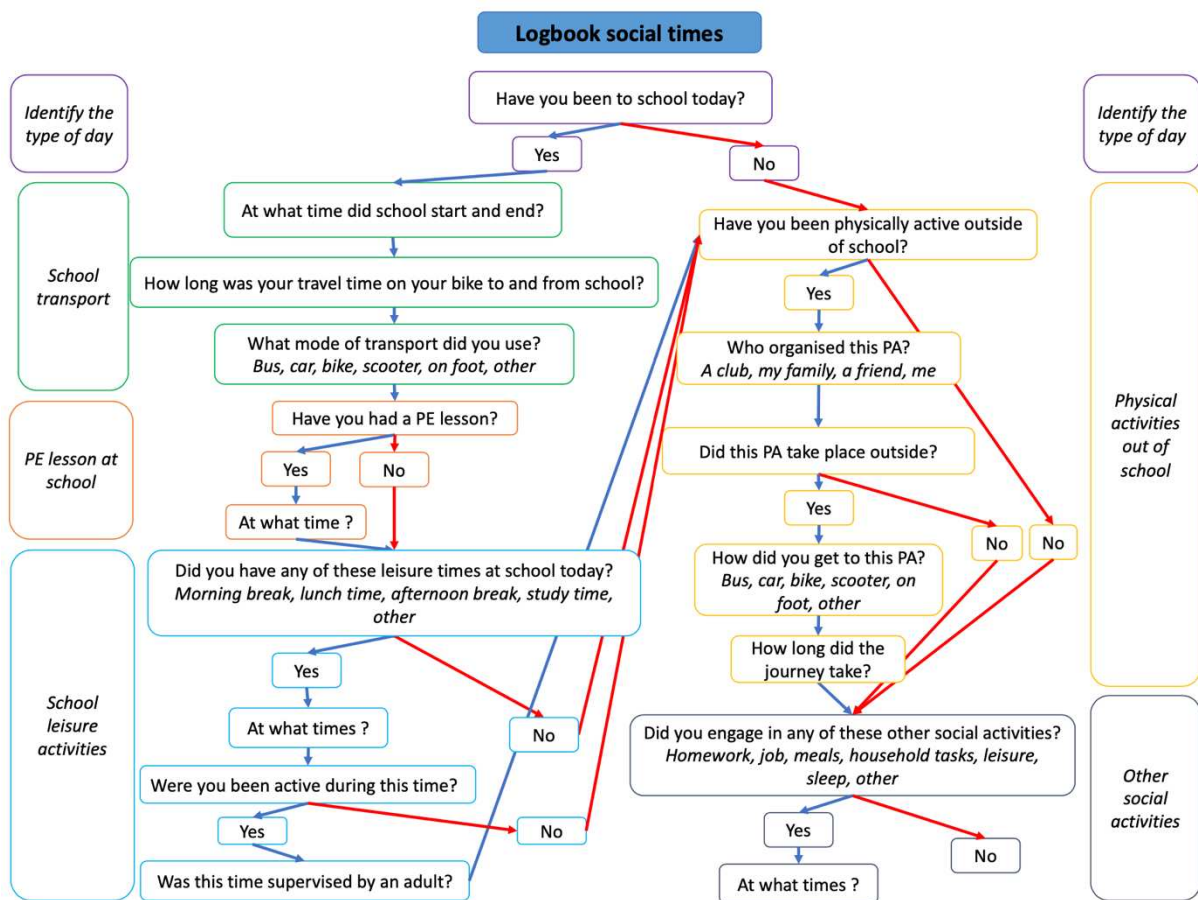 Logbook social times
Identify the
type of day
Have you been to school today?
Identify the
type of day
Yes
No
School
transport
At what time did school start and end?
How long was your travel time on your bike to and from school?
What mode of transport did you use?
Bus, car, bike, scooter, on foot, other
PE lesson at
school
Have you had a PE lesson?
Yes
No
At what time ?
School
leisure
activities
Did you have any of these leisure times at school today?
Morning break, lunch time, afternoon break, study time,
other
Yes
No
At what times ?
Were you been active during this time?
Yes
No
Was this time supervised by an adult?
Have you been physically active outside
of school?
Yes
Who organised this PA?
A club, my family, a friend, me
Did this PA take place outside?
Yes
No
No
How did you get to this PA?
Bus, car, bike, scooter, on
foot, other
How long did the
journey take?
Physical
activities
out of
school
Did you engage in any of these other social activities?
Homework, job, meals, household tasks, leisure,
sleep, other
Yes
No
At what times ?
Other
social
activities